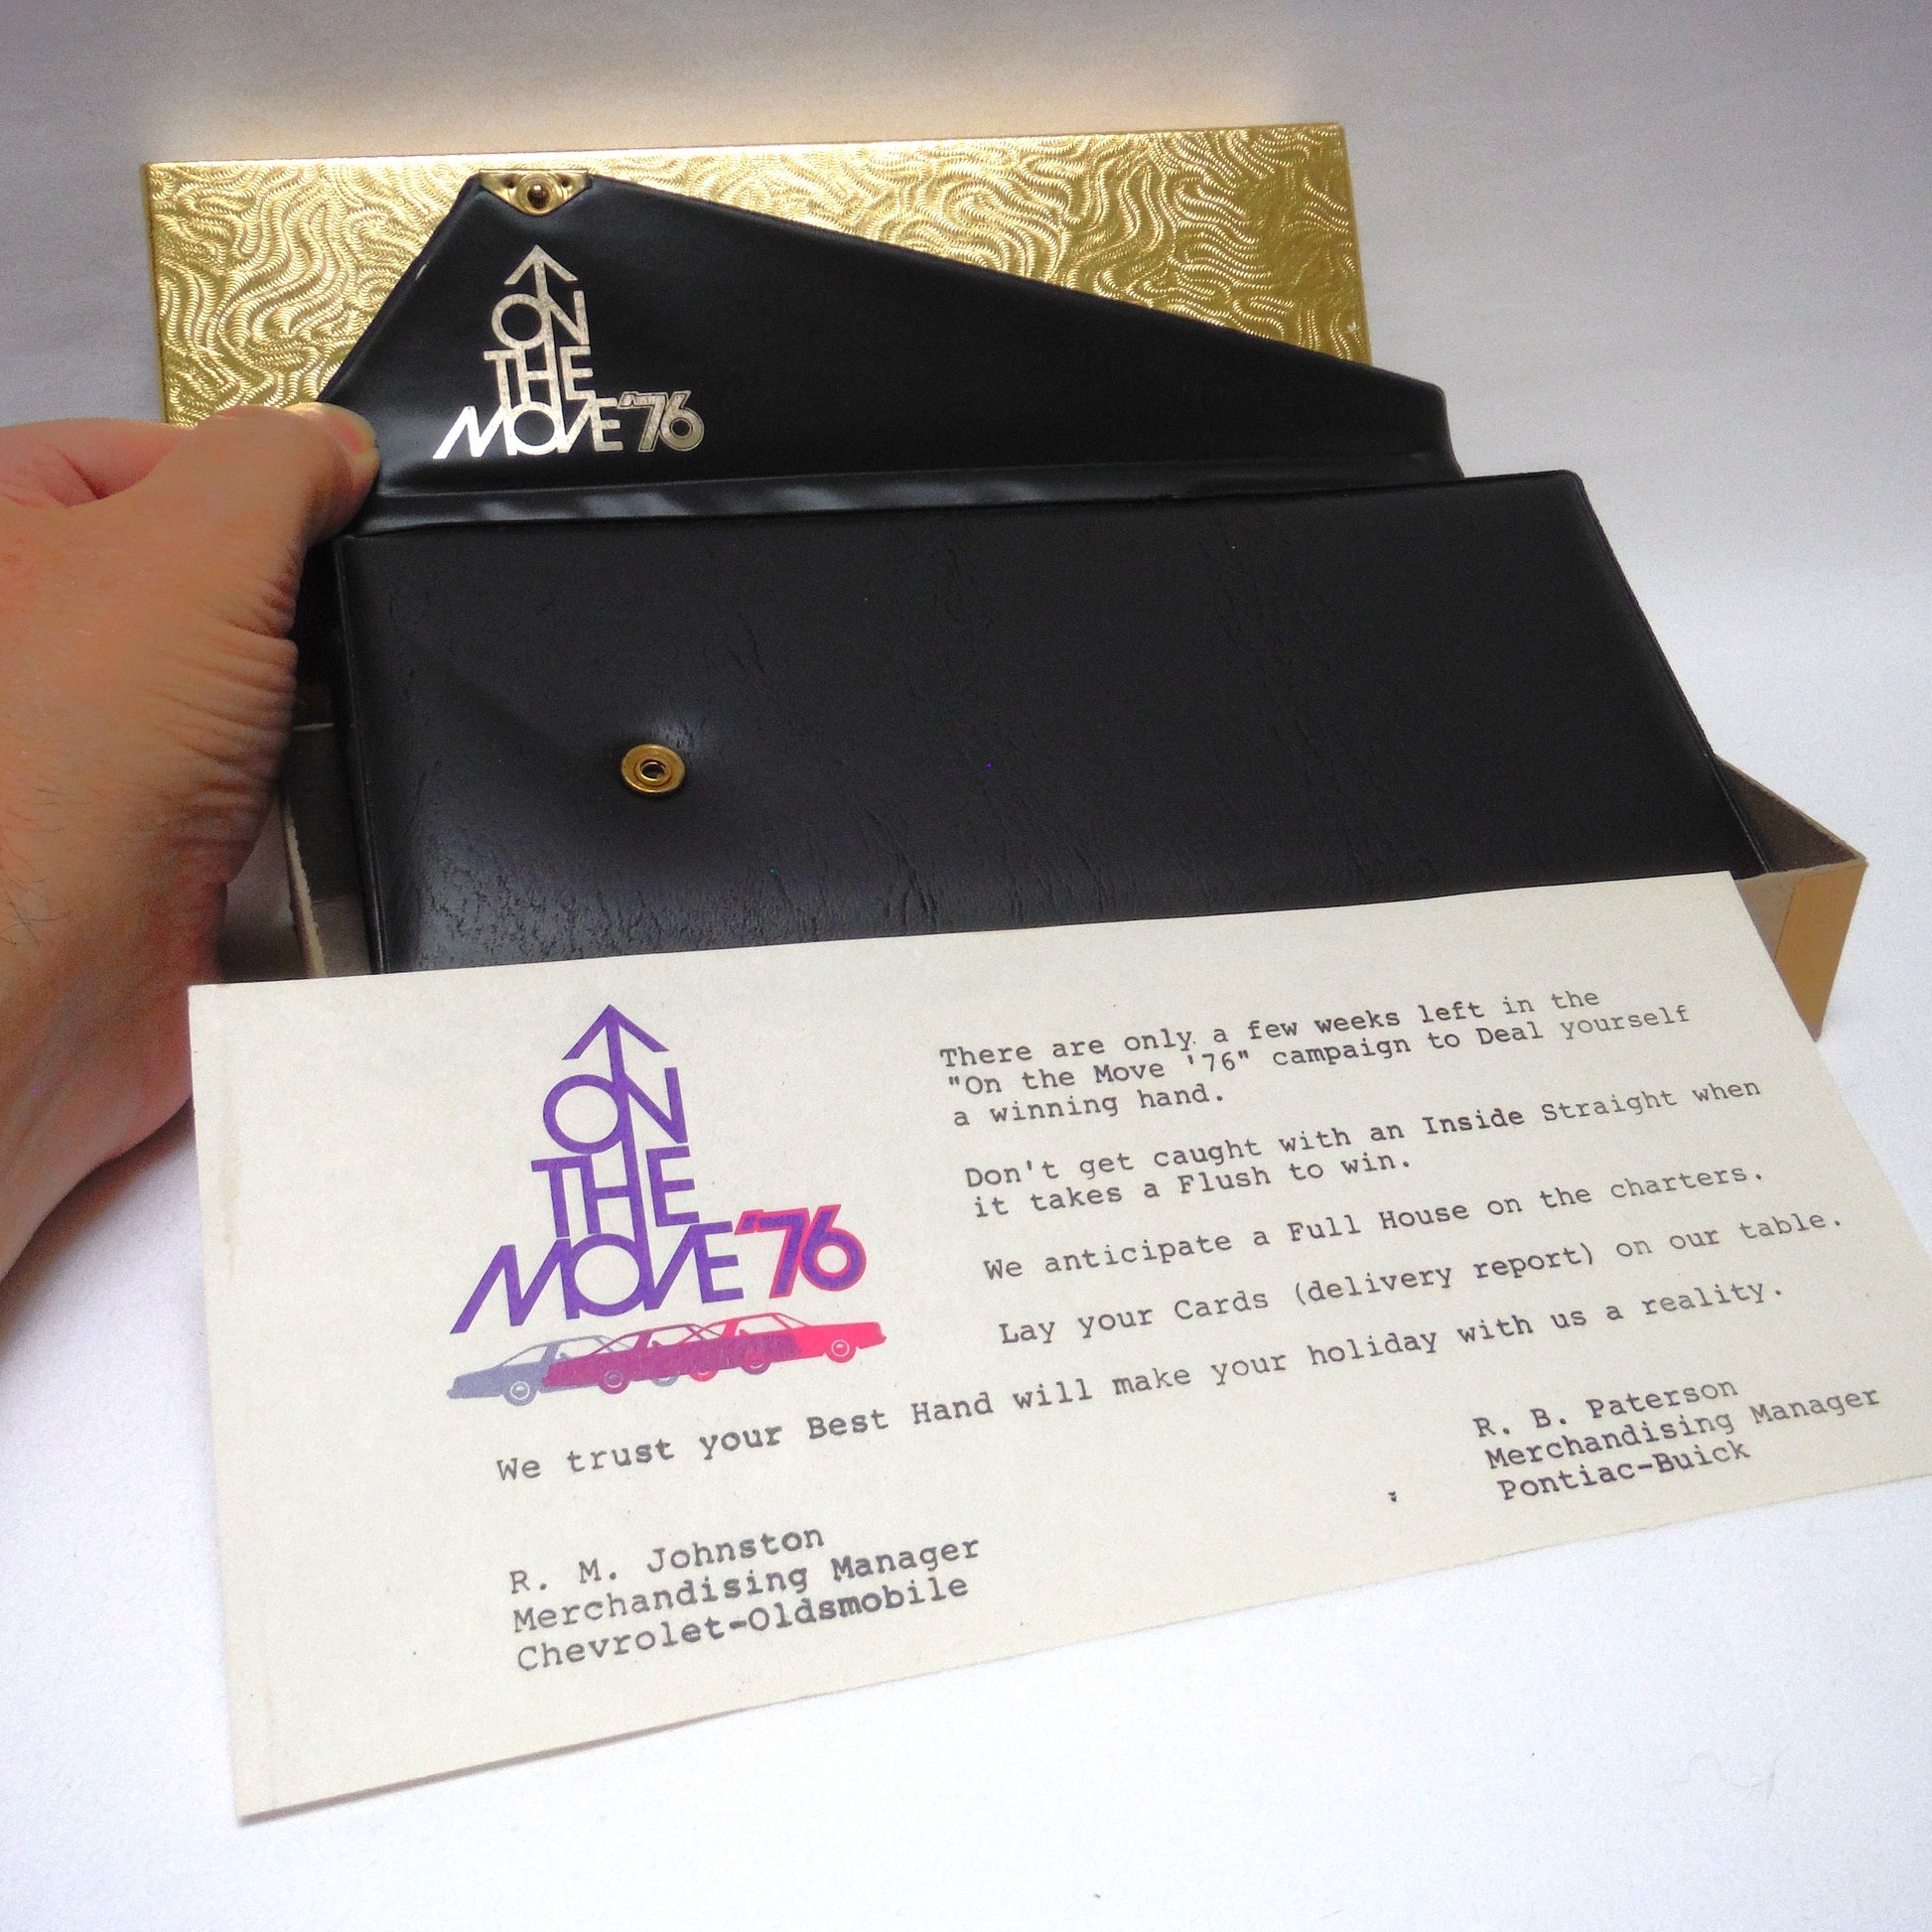 ON
THE
MOVE '76
ON
THE
MOVE '76
There are only a few weeks left in the
"On the Move '76" campaign to Deal yourself
a winning hand.
Don't get caught with an Inside Straight when
it takes a Flush to win.
We anticipate a Full House on the charters.
Lay your Cards (delivery report) on our table.
We trust your Best Hand will make your holiday with us a reality.
R. M. Johnston
Merchandising Manager
Chevrolet-Oldsmobile
R. B. Paterson
Merchandising Manager
Pontiac-Buick